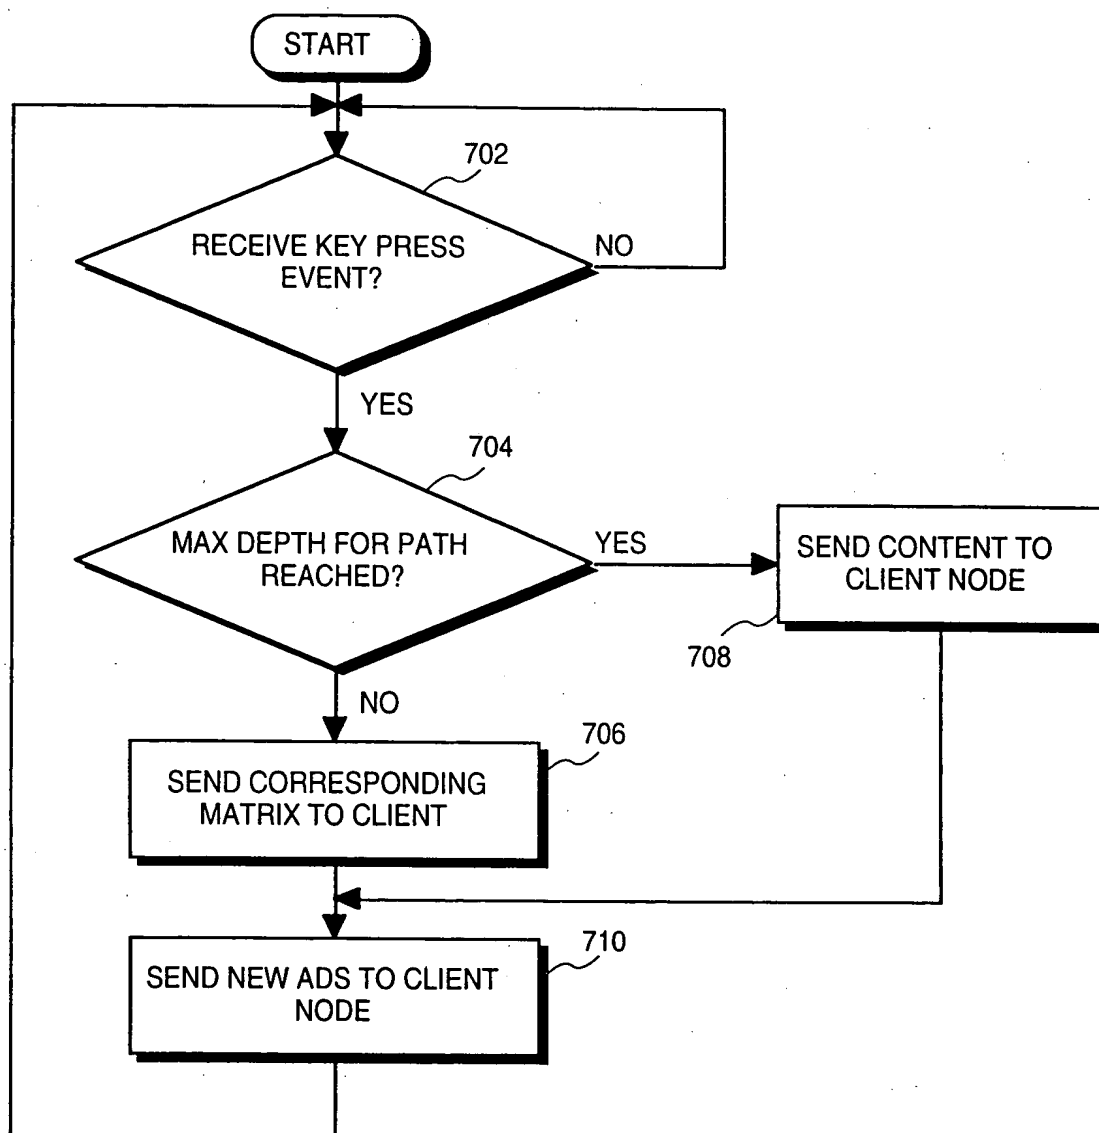 START
702
RECEIVE KEY PRESS
EVENT?
NO
YES
704
MAX DEPTH FOR PATH
REACHED?
YES
SEND CONTENT TO
CLIENT NODE
708
NO
706
SEND CORRESPONDING
MATRIX TO CLIENT
710
SEND NEW ADS TO CLIENT
NODE